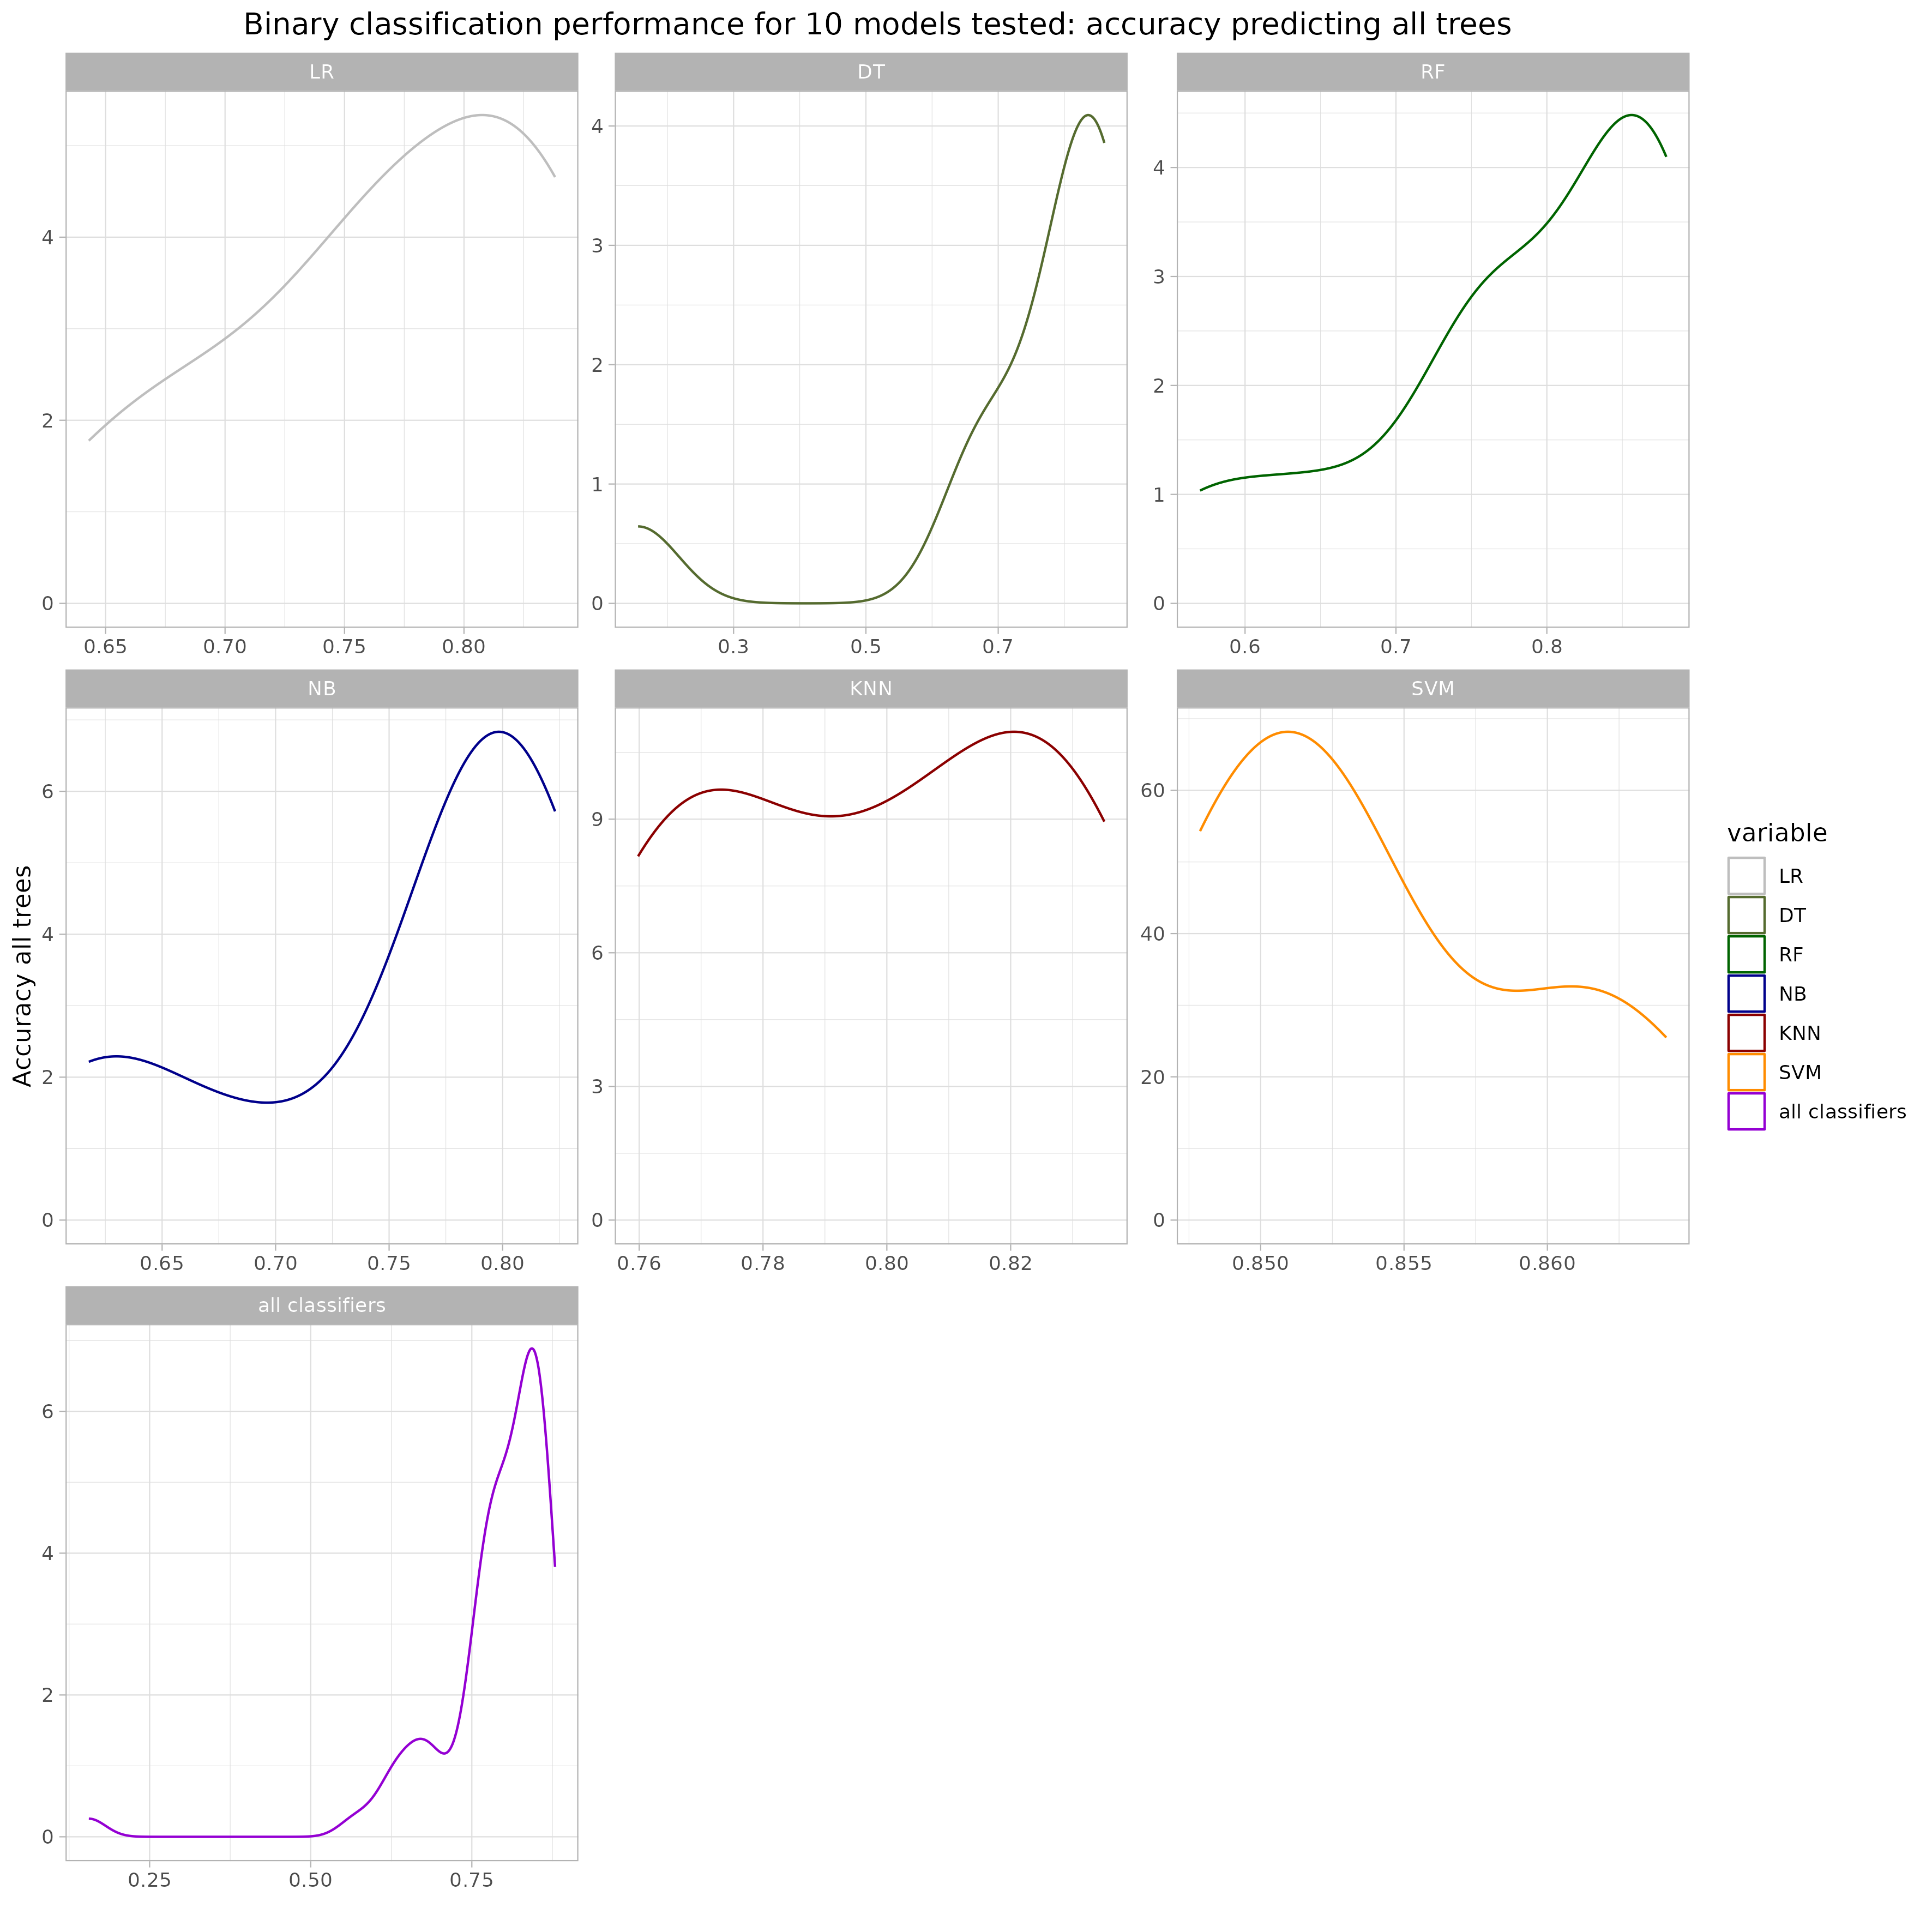 Binary classification performance for 10 models tested: accuracy predicting all trees
LR
DT
RF
4
2
0
0.65 0.70 0.75 0.80
4
3
2
1
0
0.3 0.5 0.7
4
3
2
1
0
0.6 0.7 0.8
NB
KNN
SVM
Accuracy all trees
6
4
2
0
0.65 0.70 0.75 0.80
9
6
3
0
0.76 0.78 0.80 0.82
60
40
20
0
0.850 0.855 0.860
variable
LR
DT
RF
NB
KNN
SVM
all classifiers
all classifiers
6
4
2
0
0.25 0.50 0.75